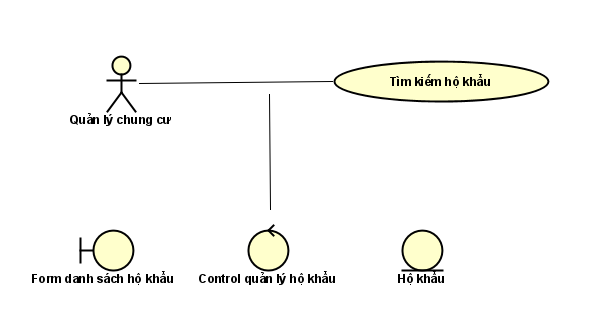 Tìm kiếm hộ khẩu
Quản lý chung cư
Form danh sách hộ khẩu
Control quản lý hộ khẩu
Hộ khẩu